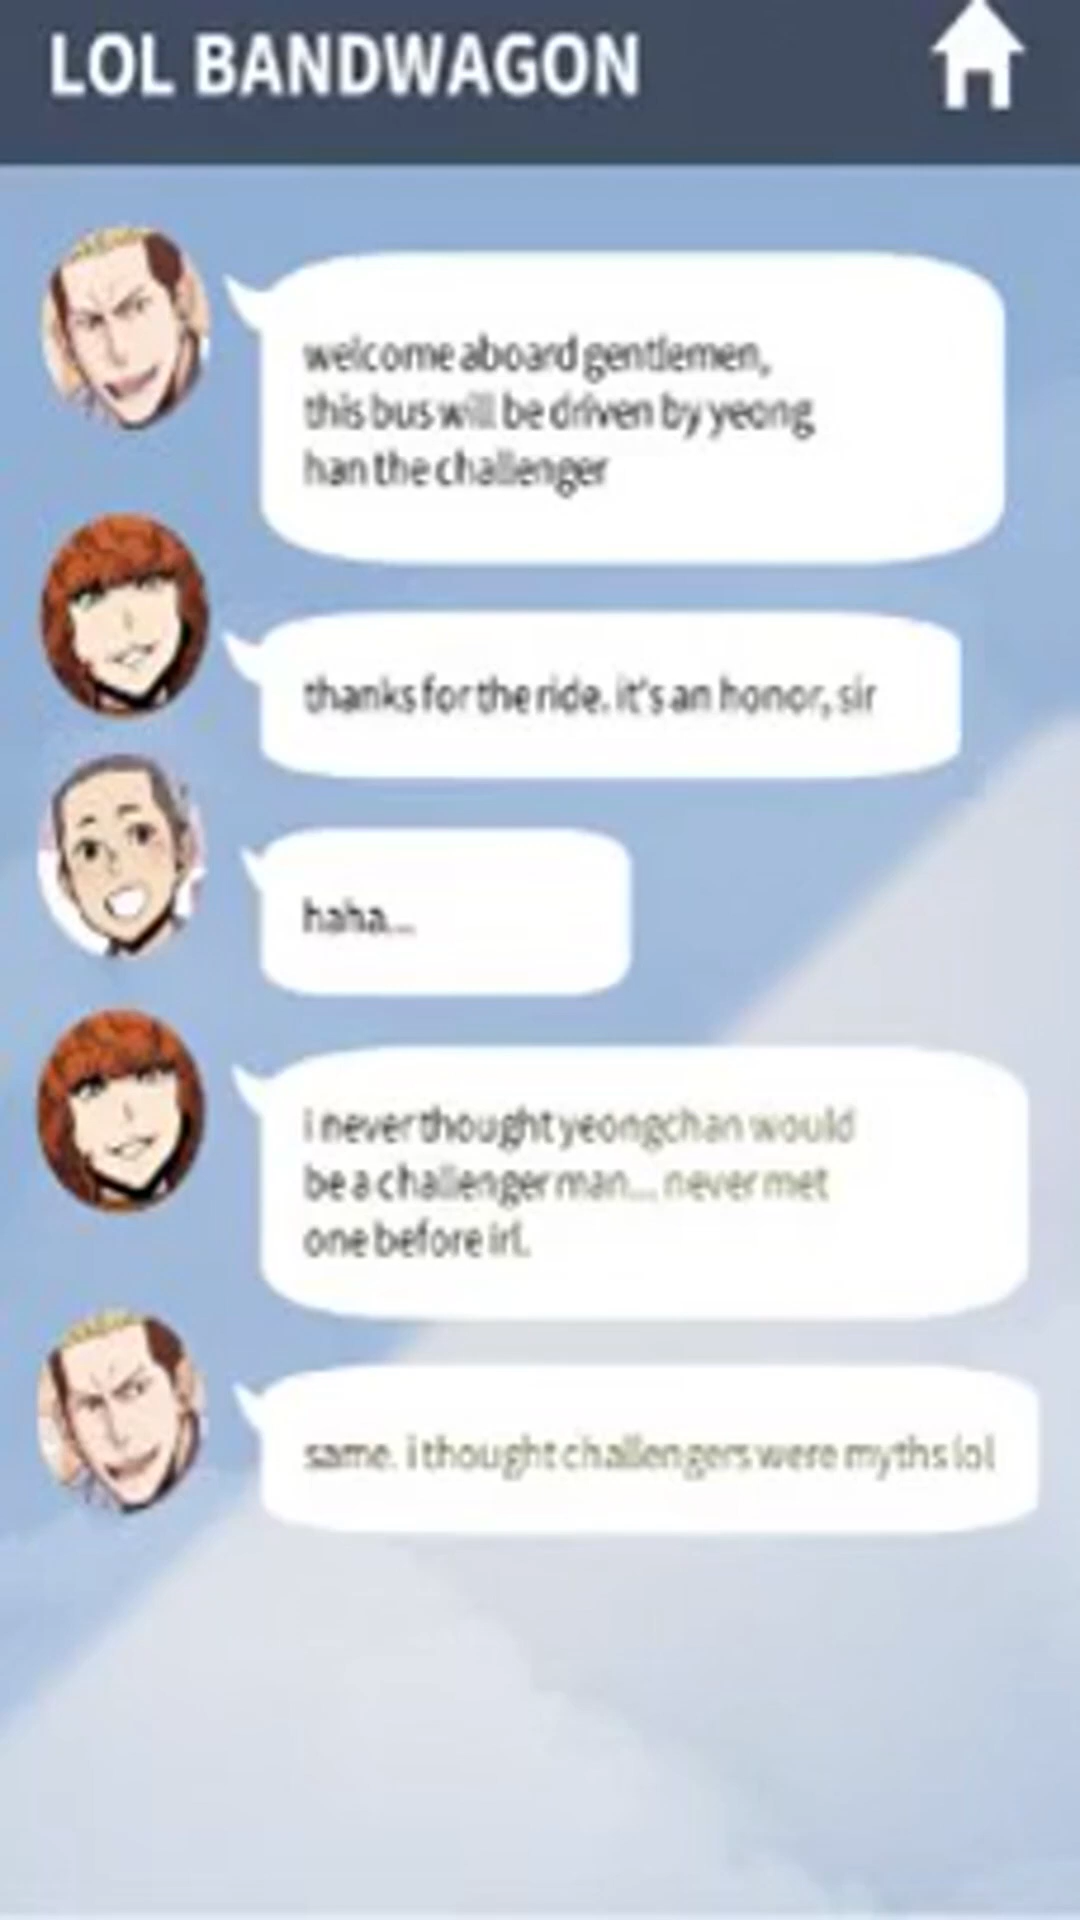 LOL BANDWAGON
welcome aboard gentlemen,
this bus will be driven by yeong
han the challenger
thanks for the ride. it's an honor, sir
haha...
i never thought yeongchan would
be a challenger man... never met
one before irl.
same. i thought challengers were myths lol